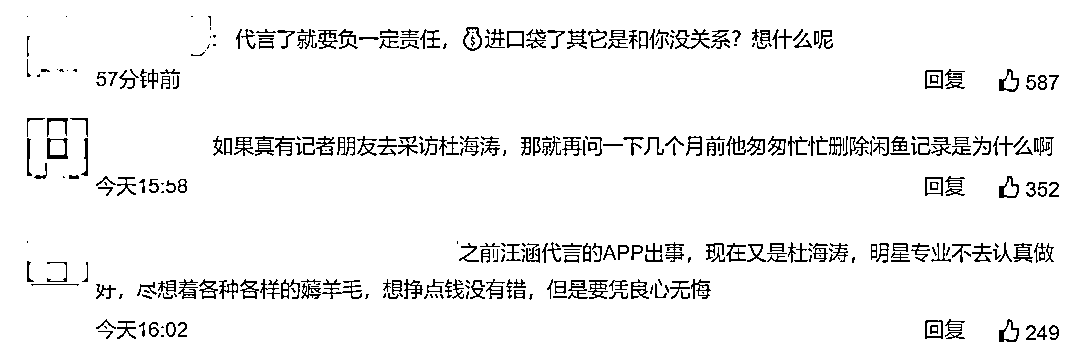 ：代言了就要负一定责任，💰进口袋了其它是和你没关系？想什么呢
57分钟前 回复 587
如果真有记者朋友去采访杜海涛，那就再问一下几个月前他匆匆忙忙删除闲鱼记录是为什么啊
今天15:58 回复 352
之前汪涵代言的APP出事，现在又是杜海涛，明星专业不去认真做
好，尽想着各种各样的薅羊毛，想挣点钱没有错，但是要凭良心无悔
今天16:02 回复 249